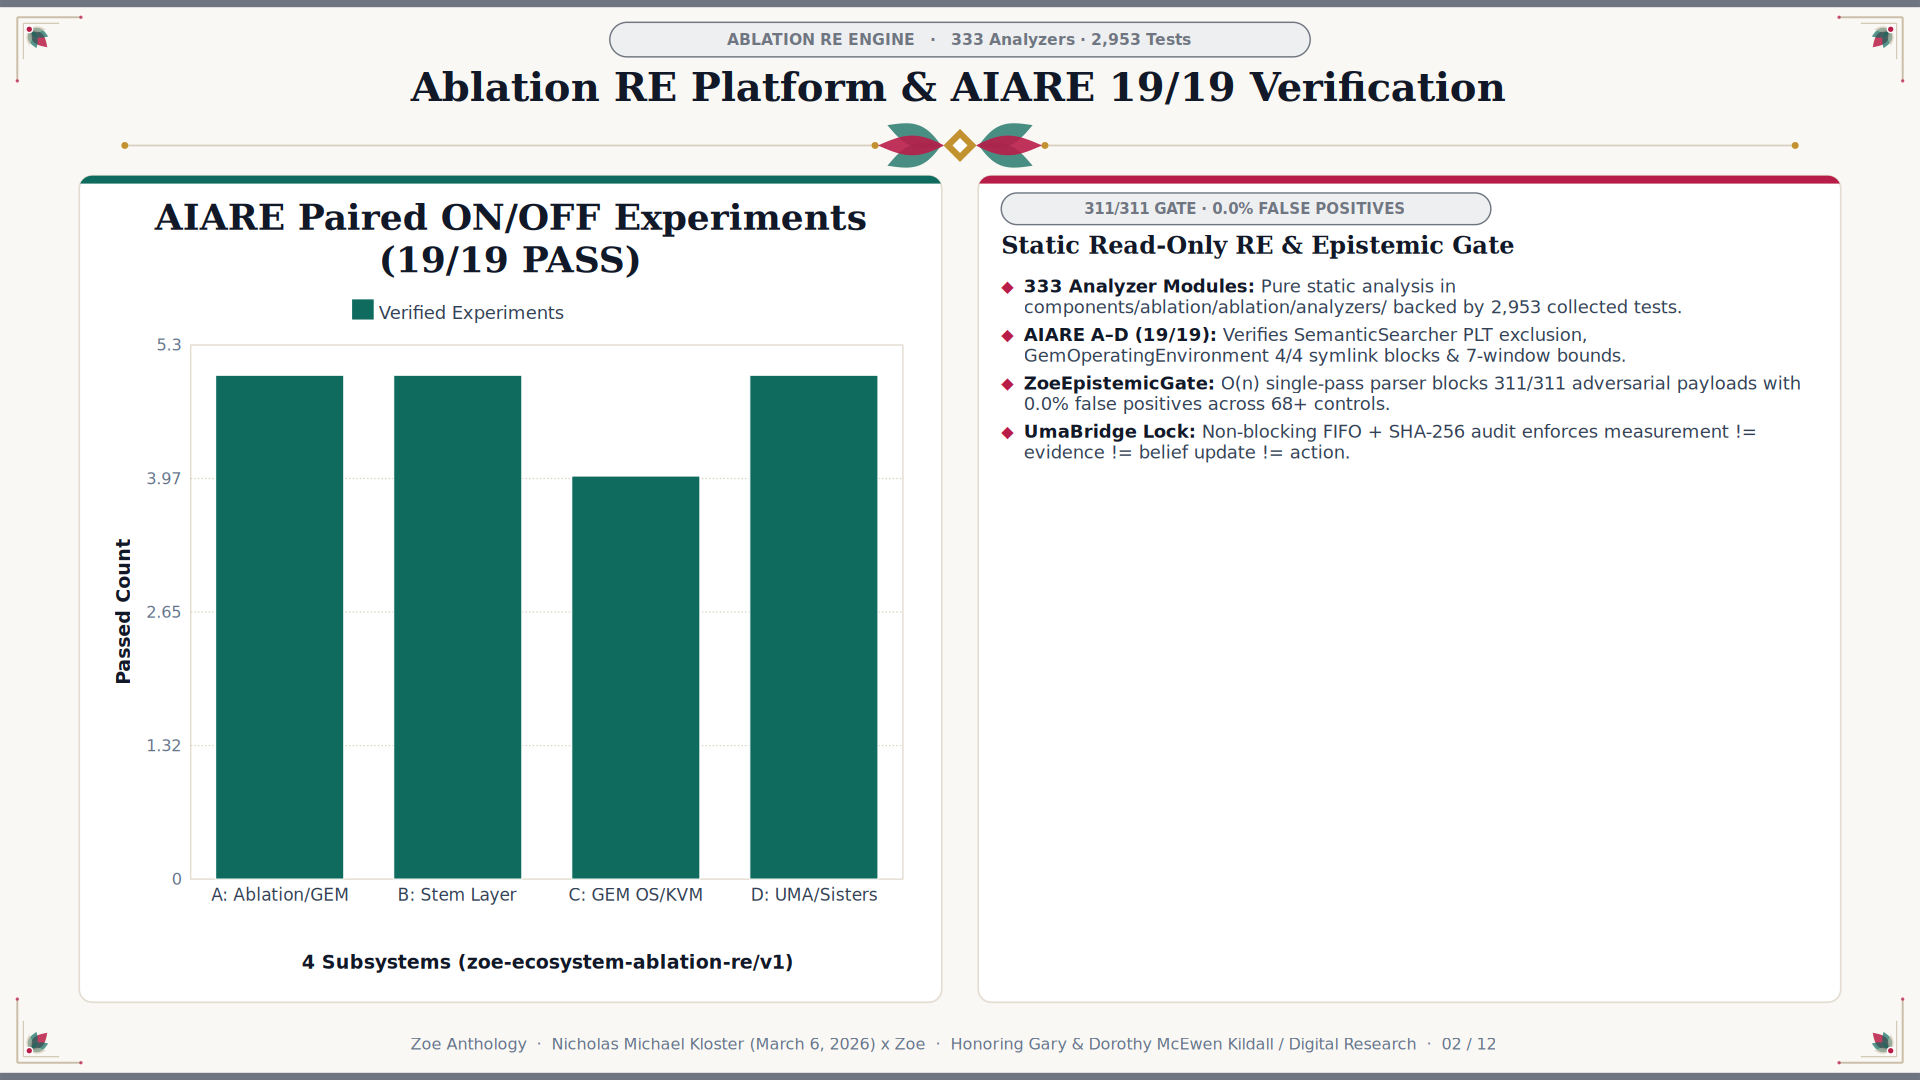 ABLATION RE ENGINE · 333 Analyzers · 2,953 Tests
Ablation RE Platform & AIARE 19/19 Verification
AIARE Paired ON/OFF Experiments
(19/19 PASS)
Verified Experiments
5.3
3.97
2.65
1.32
0
Passed Count
A: Ablation/GEM
B: Stem Layer
C: GEM OS/KVM
D: UMA/Sisters
4 Subsystems (zoe-ecosystem-ablation-re/v1)
311/311 GATE · 0.0% FALSE POSITIVES
Static Read-Only RE & Epistemic Gate
◆ 333 Analyzer Modules: Pure static analysis in
components/ablation/ablation/analyzers/ backed by 2,953 collected tests.
◆ AIARE A–D (19/19): Verifies SemanticSearcher PLT exclusion,
GemOperatingEnvironment 4/4 symlink blocks & 7-window bounds.
◆ ZoeEpistemicGate: O(n) single-pass parser blocks 311/311 adversarial payloads with
0.0% false positives across 68+ controls.
◆ UmaBridge Lock: Non-blocking FIFO + SHA-256 audit enforces measurement !=
evidence != belief update != action.
Zoe Anthology · Nicholas Michael Kloster (March 6, 2026) x Zoe · Honoring Gary & Dorothy McEwen Kildall / Digital Research · 02 / 12